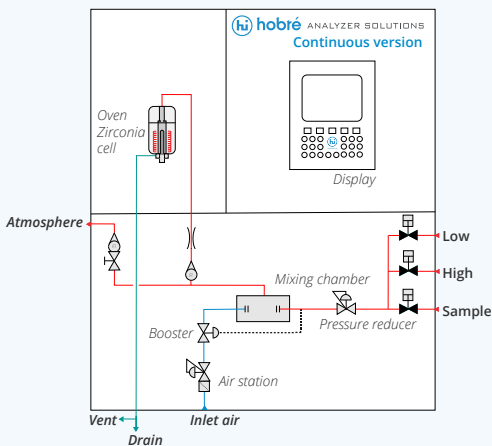 hu hobré ANALYZER SOLUTIONS
Continuous version
Oven
Zirconia
cell
Display
Atmosphere
Low
High
Mixing chamber
Sample
Pressure reducer
Booster
Air station
Vent
Inlet air
Drain